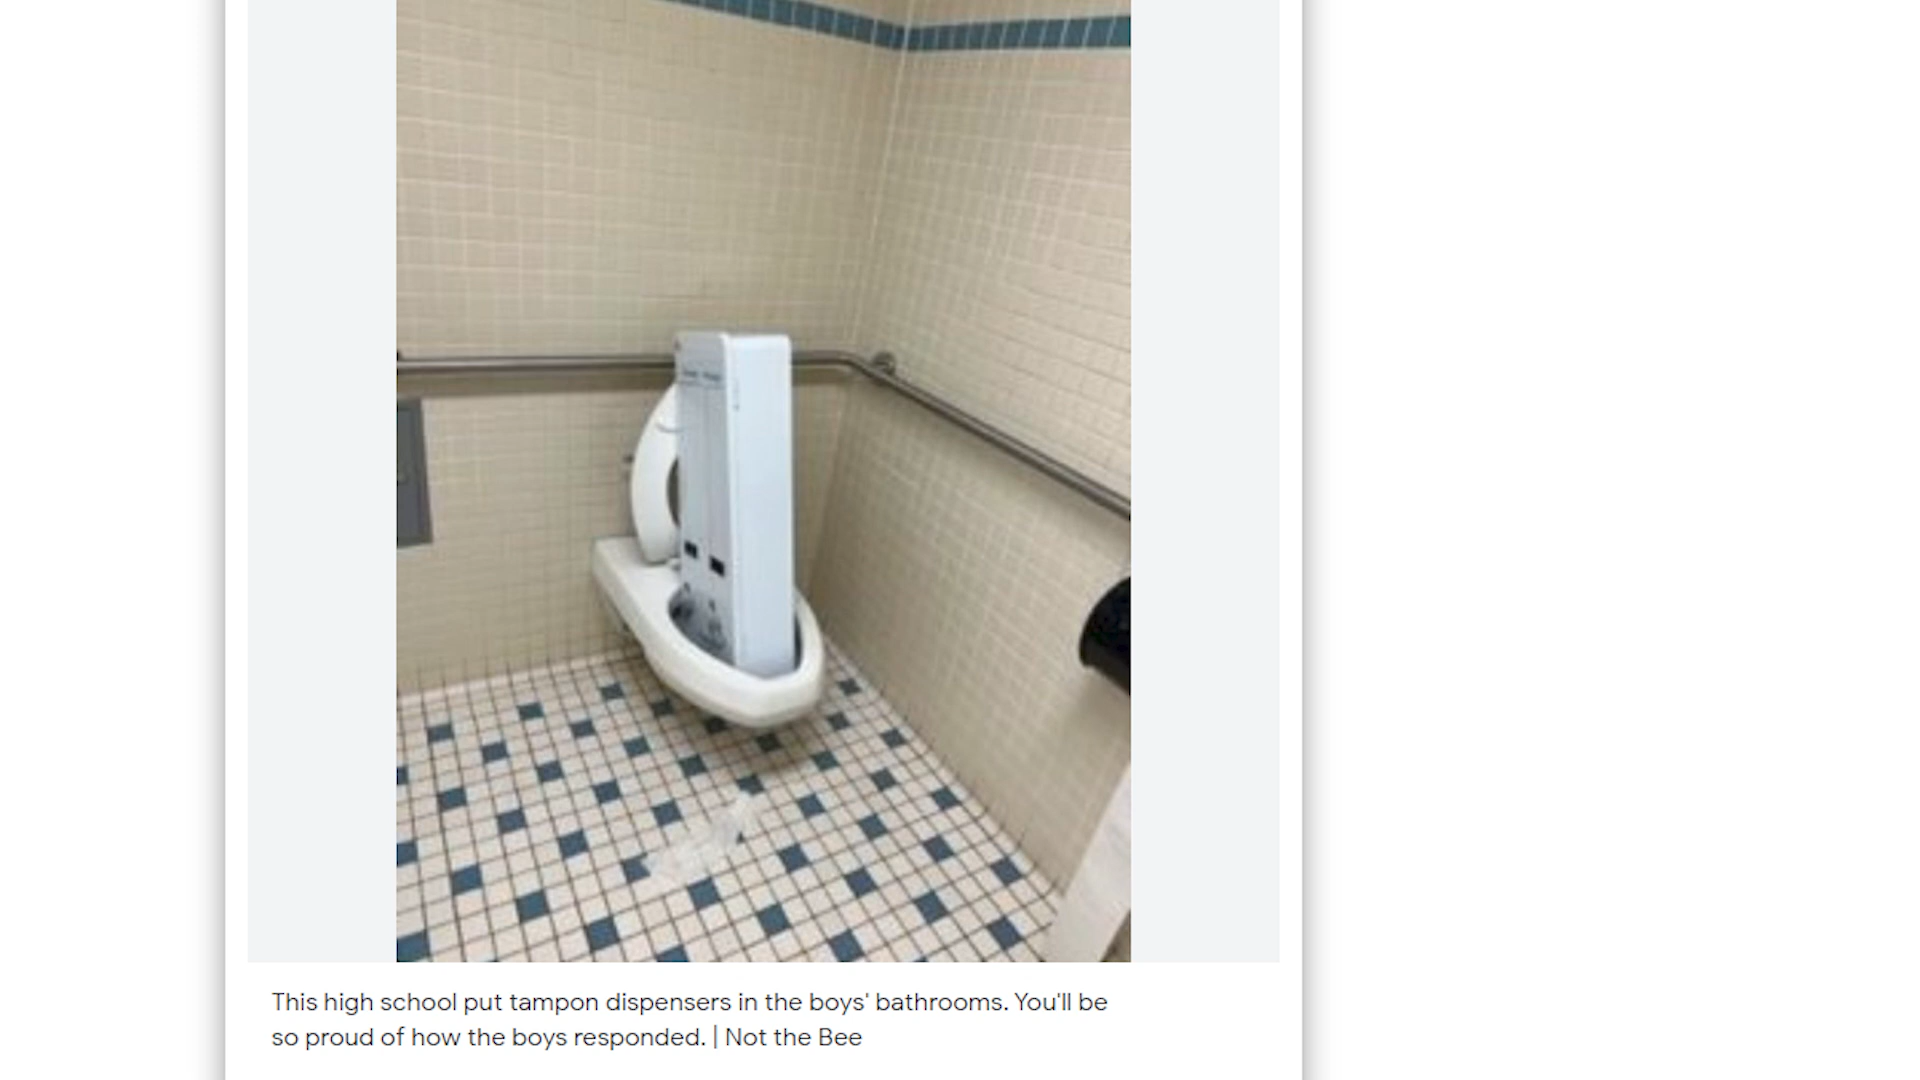 This high school put tampon dispensers in the boys' bathrooms. You'll be
so proud of how the boys responded. | Not the Bee